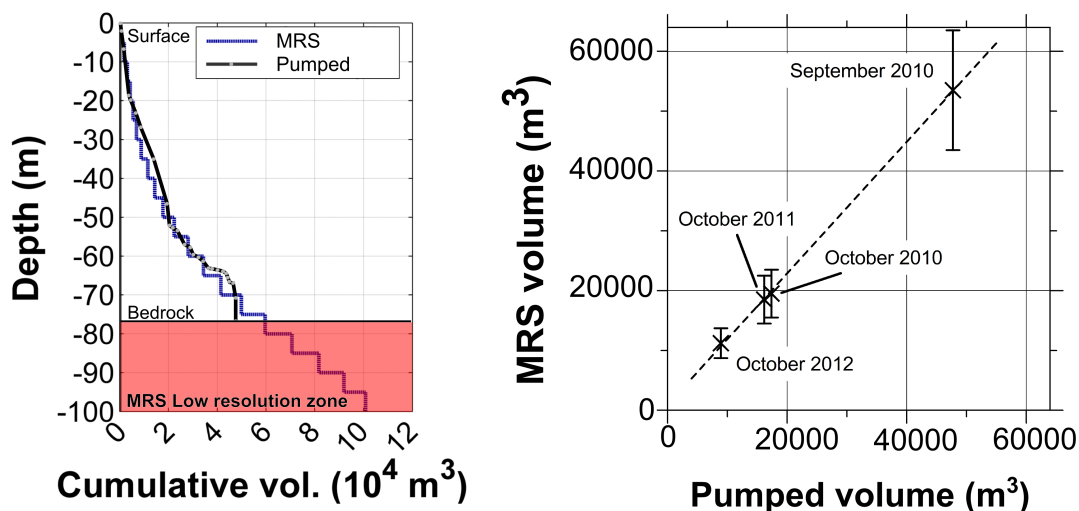 0
-10
-20
-30
-40
-50
-60
-70
-80
-90
-100
Depth (m)
Surface
MRS
Pumped
Bedrock
MRS Low resolution zone
0 2 4 6 8 10 12
Cumulative vol. (10⁴ m³)
60000
40000
20000
0
MRS volume (m³)
September 2010
October 2011
October 2010
October 2012
0 20000 40000 60000
Pumped volume (m³)